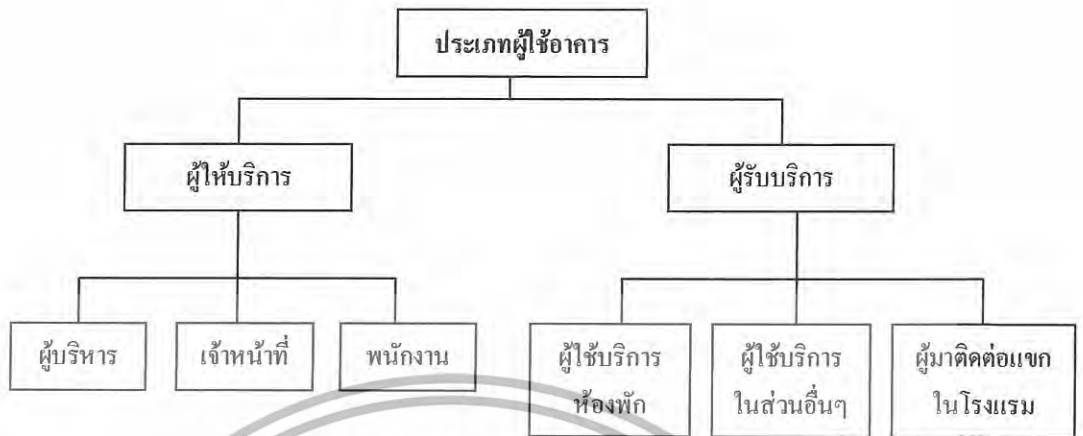 ประเภทผู้ใช้อาคาร
ผู้ให้บริการ
ผู้รับบริการ
ผู้บริหาร
เจ้าหน้าที่
พนักงาน
ผู้ใช้บริการ
ห้องพัก
ผู้ใช้บริการ
ในส่วนอื่นๆ
ผู้มาติดต่อแขก
ในโรงแรม